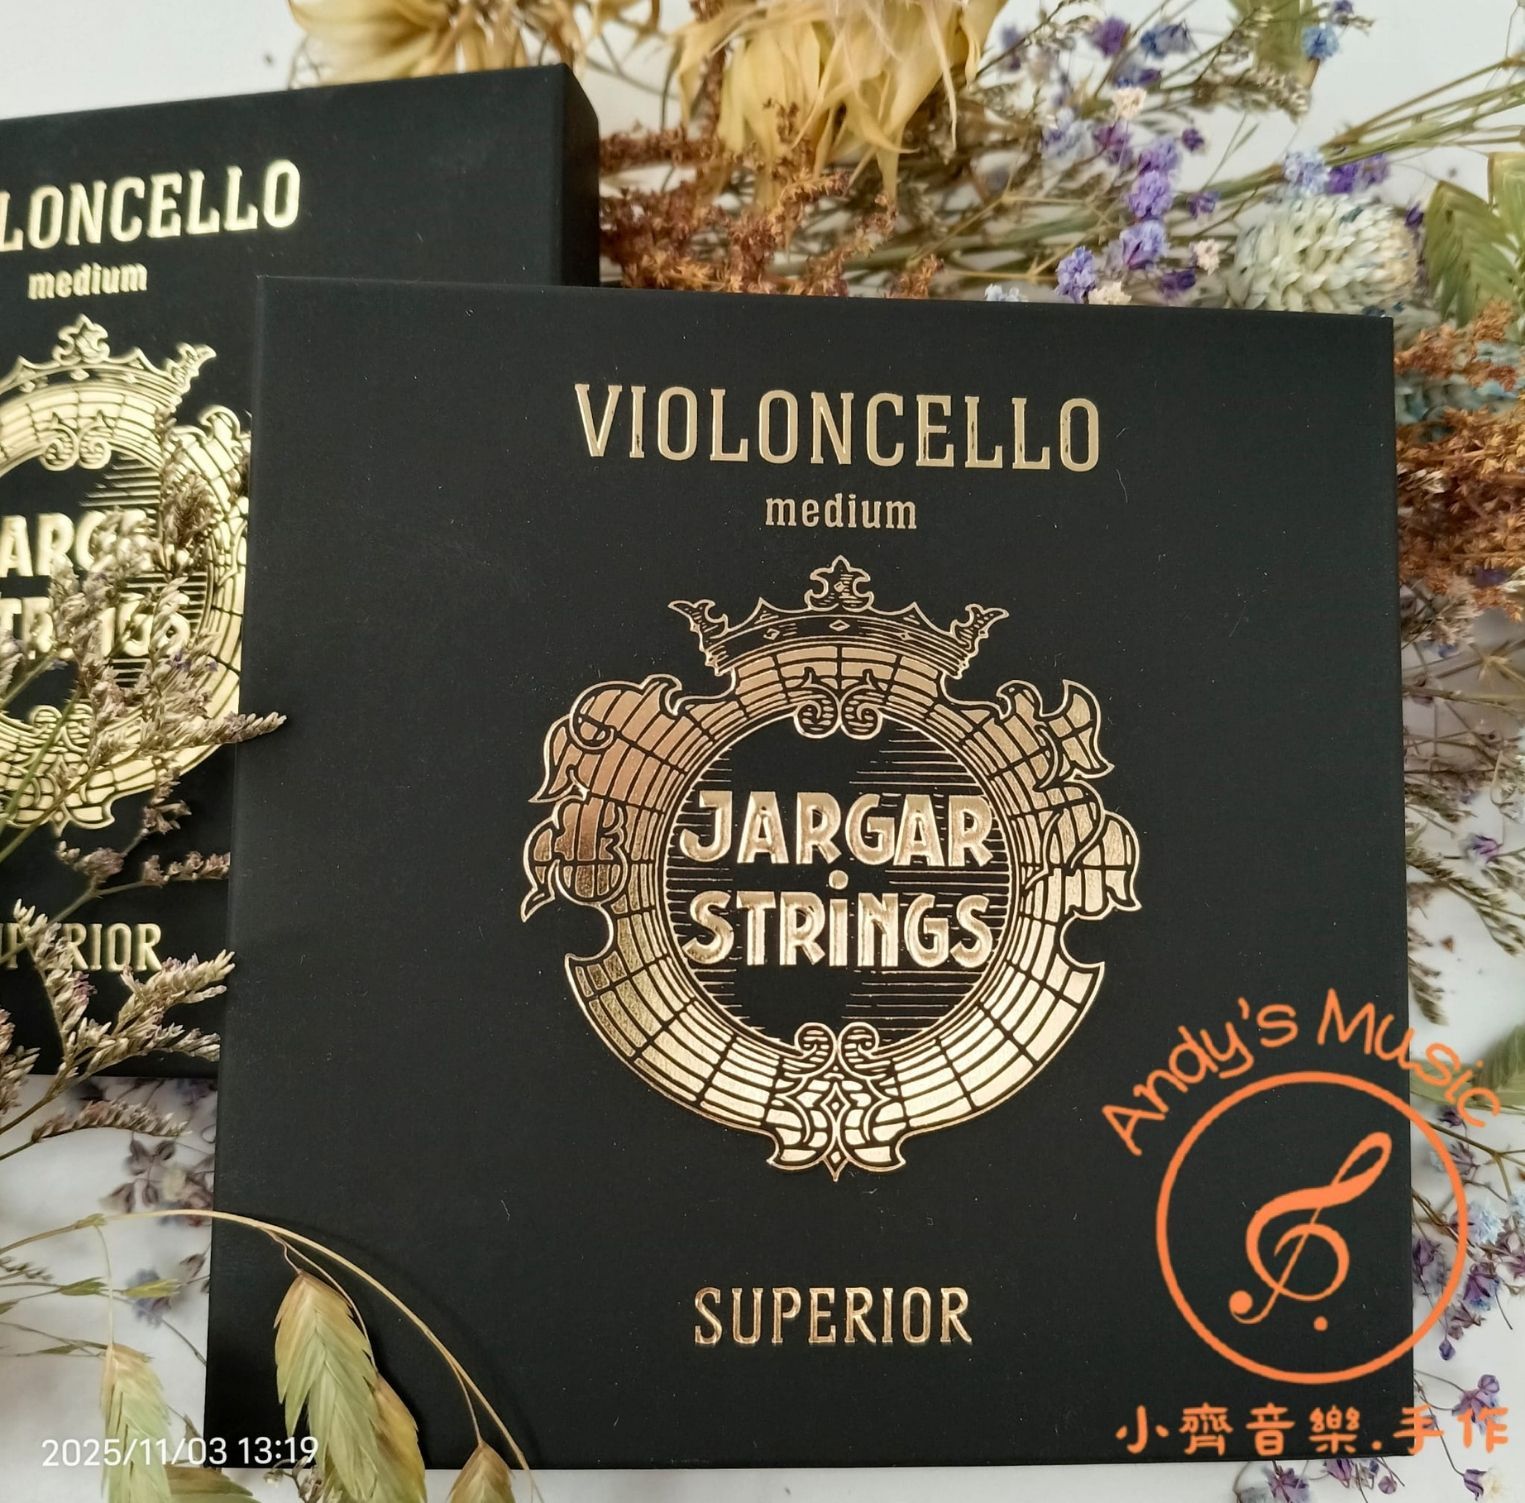 VIOLONCELLO
medium
JARGAR
STRINGS
SUPERIOR
LONCELLO
medium
Andy's Music
小齊音樂.手作
2025/11/03 13:19